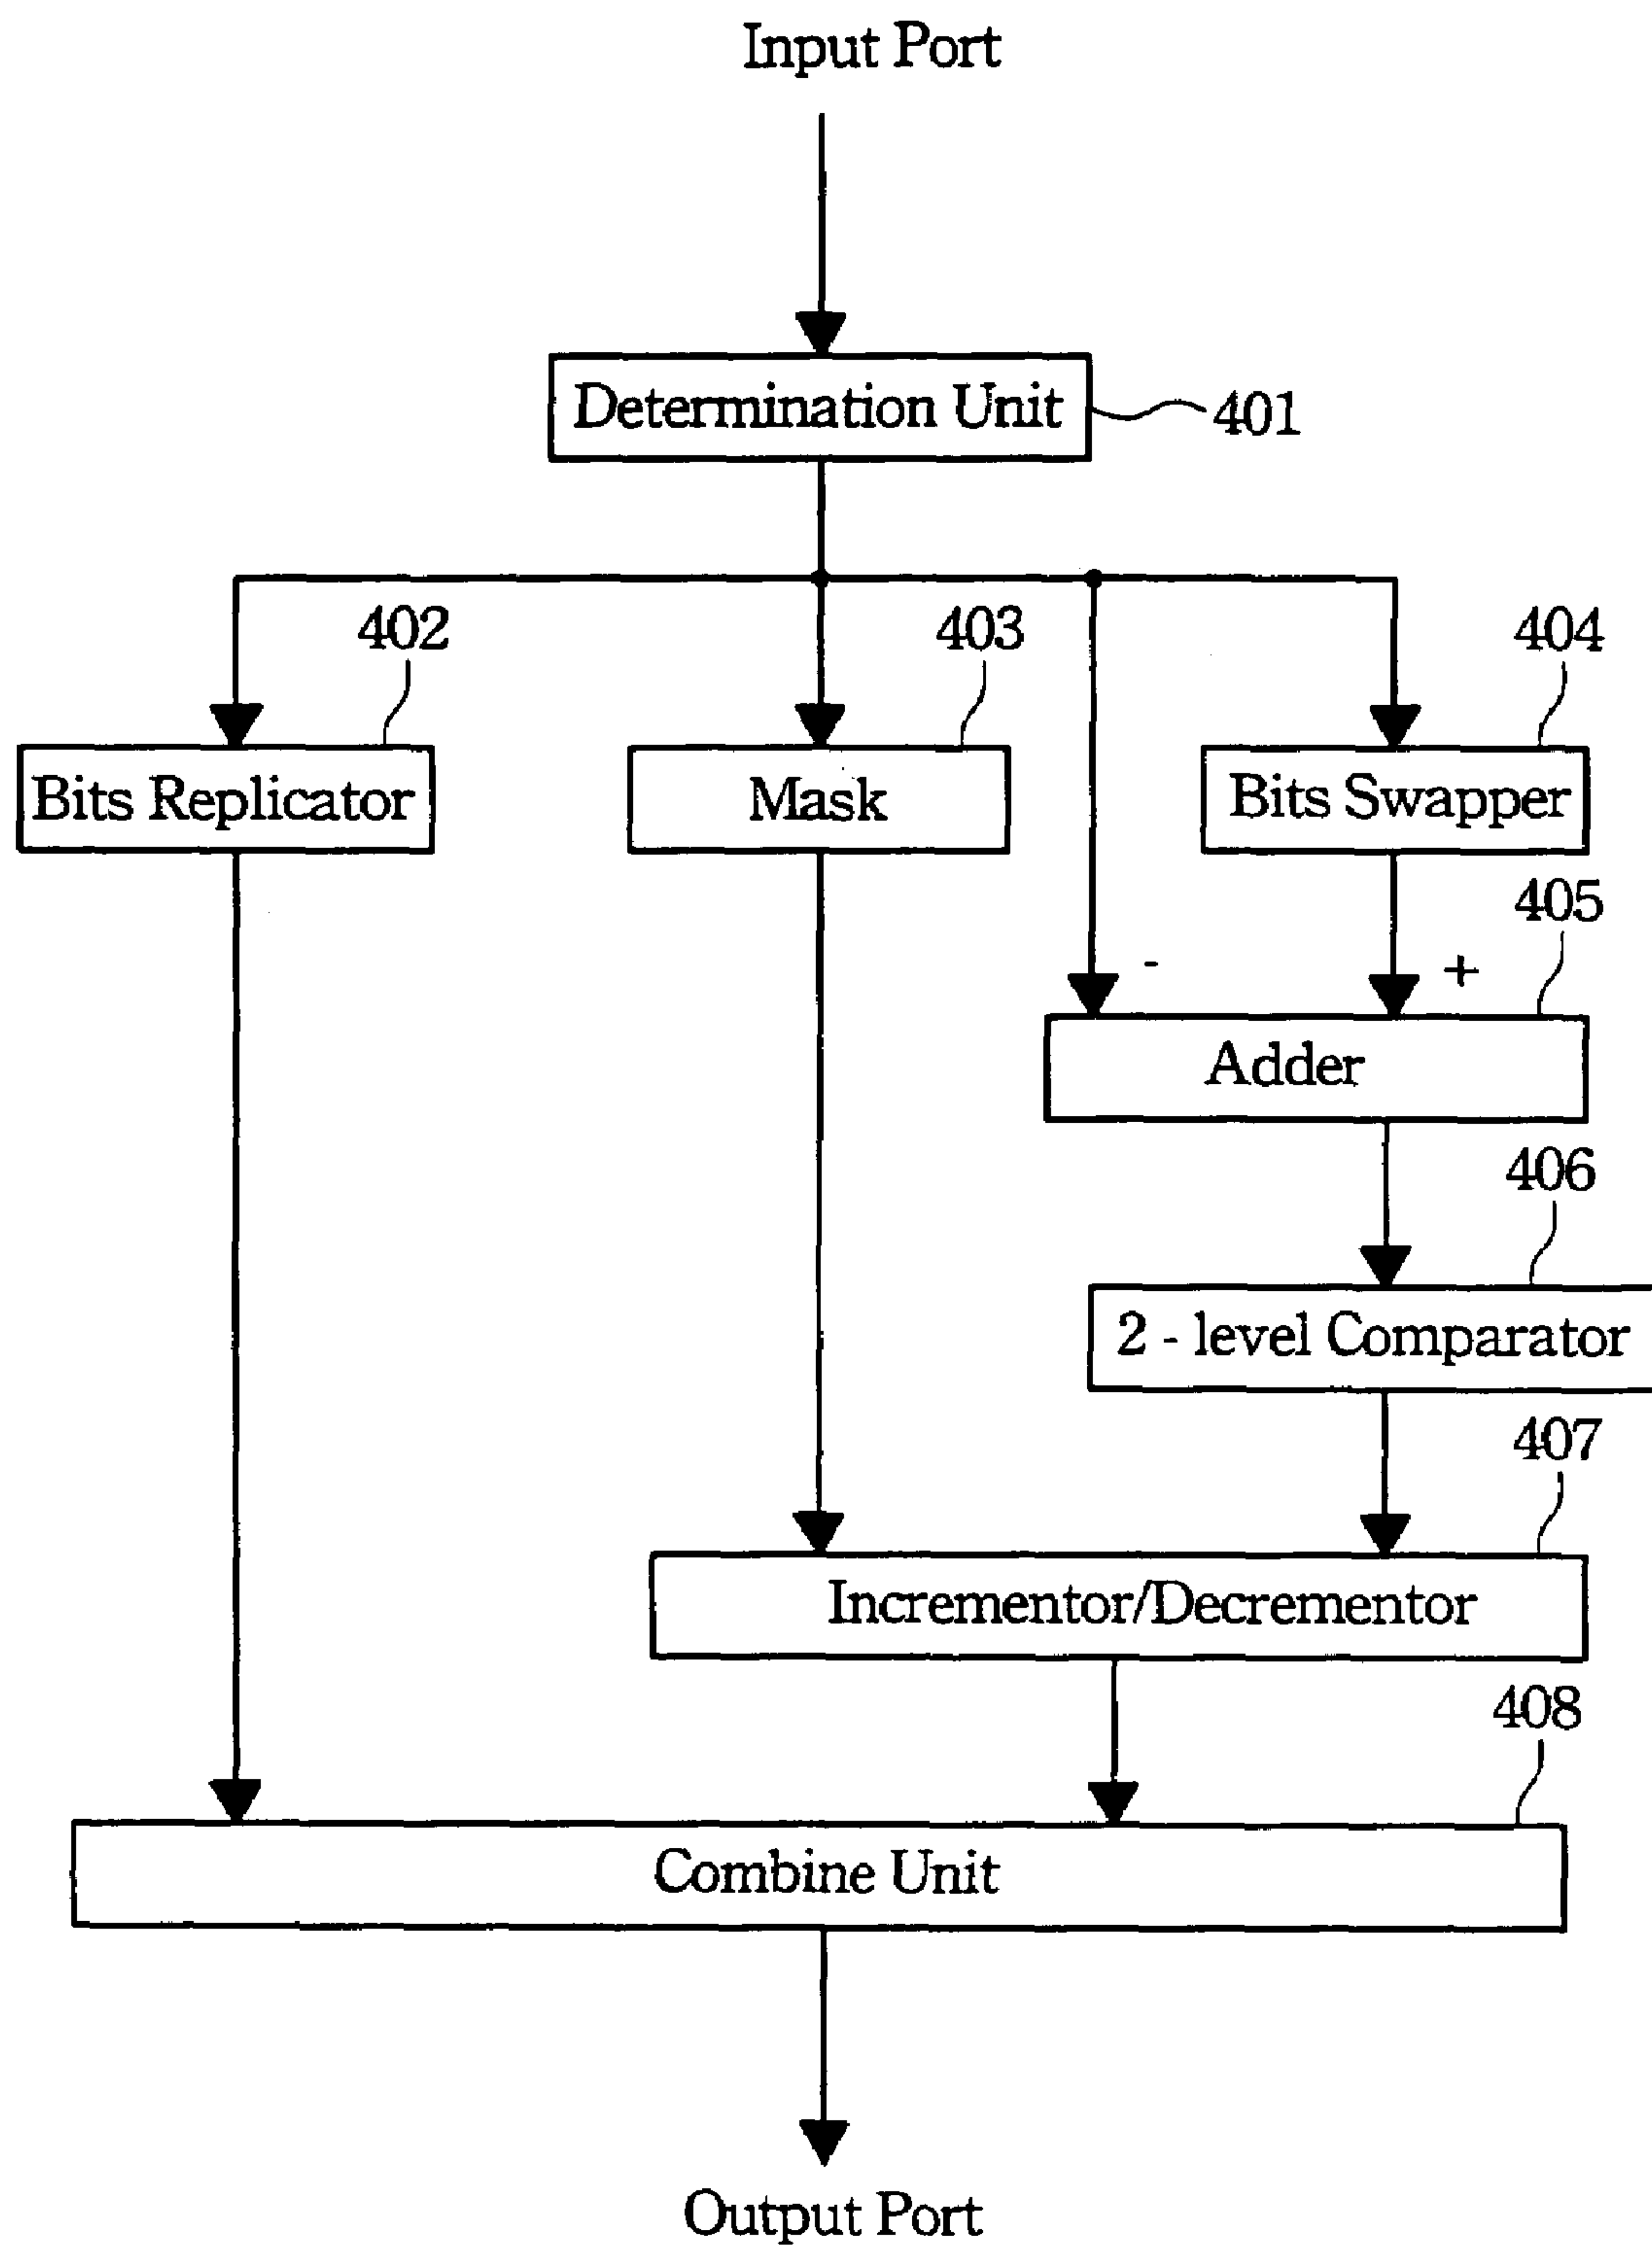 Input Port
Determination Unit
401
402
403
404
Bits Replicator
Mask
Bits Swapper
405
- +
Adder
406
2 - level Comparator
407
Incrementor/Decrementor
408
Combine Unit
Output Port